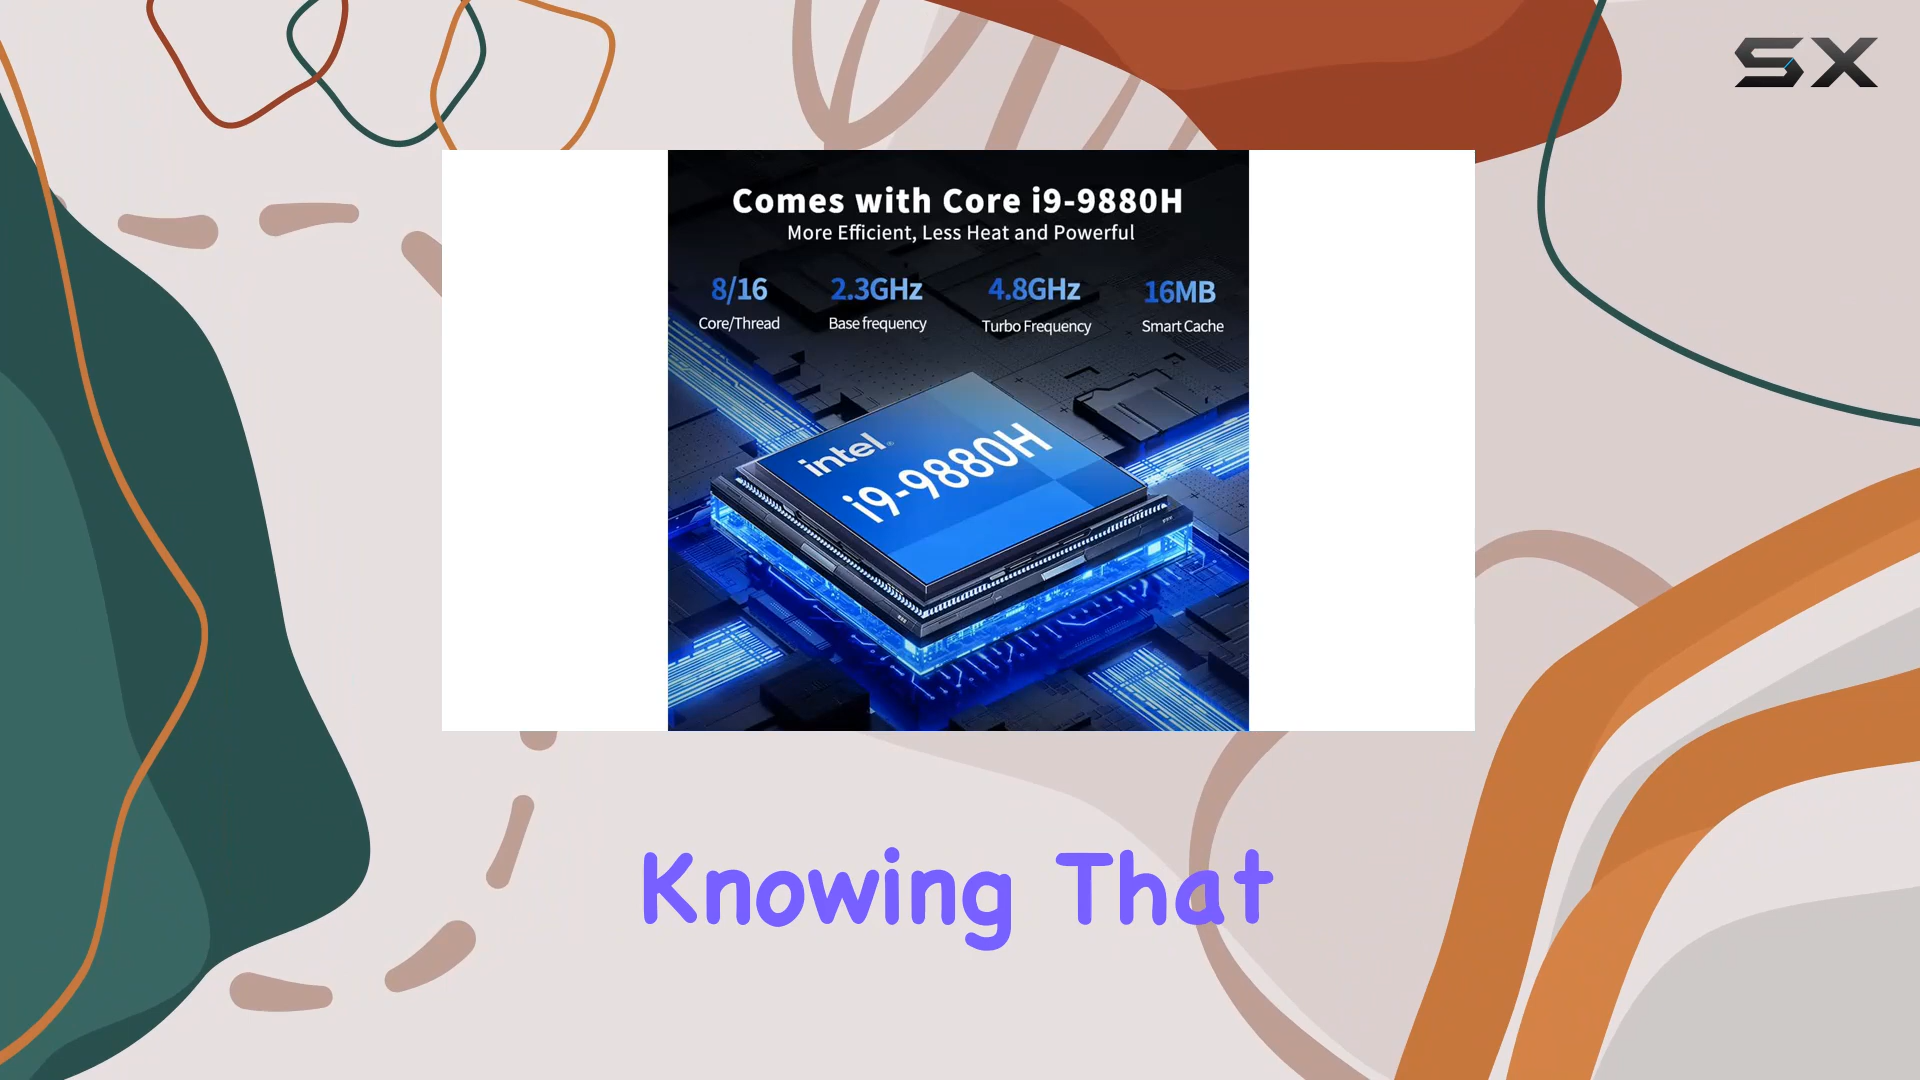 SX
Comes with Core i9-9880H
More Efficient, Less Heat and Powerful
8/16 2.3GHz 4.8GHz 16MB
Core/Thread Base frequency Turbo Frequency Smart Cache
intel®
i9-9880H
Knowing That